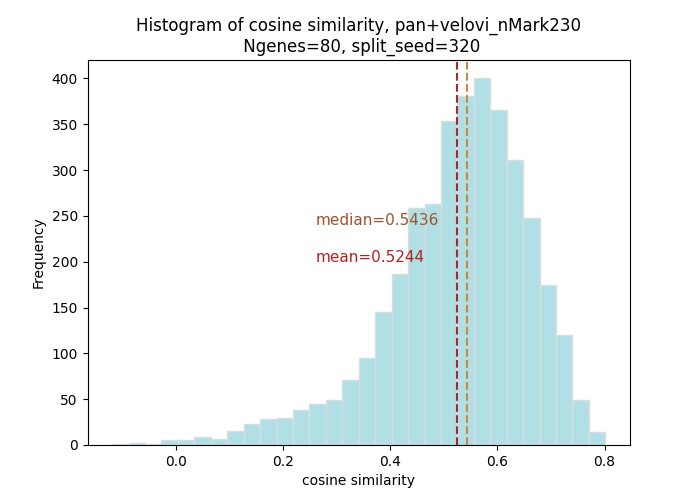 Histogram of cosine similarity, pan+velovi_nMark230
Ngenes=80, split_seed=320
400
350
300
250
200
150
100
50
0
Frequency
median=0.5436
mean=0.5244
0.0 0.2 0.4 0.6 0.8
cosine similarity